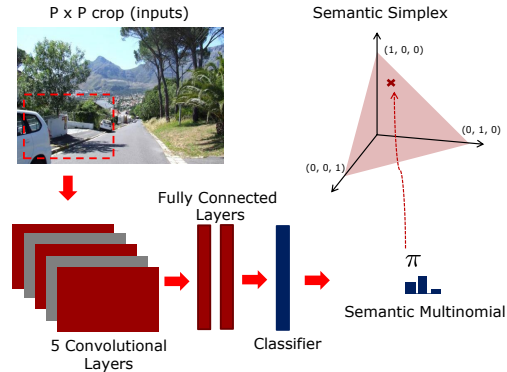 P x P crop (inputs)
Semantic Simplex
(1, 0, 0)
(0, 1, 0)
(0, 0, 1)
Fully Connected
Layers
π
5 Convolutional
Layers
Classifier
Semantic Multinomial